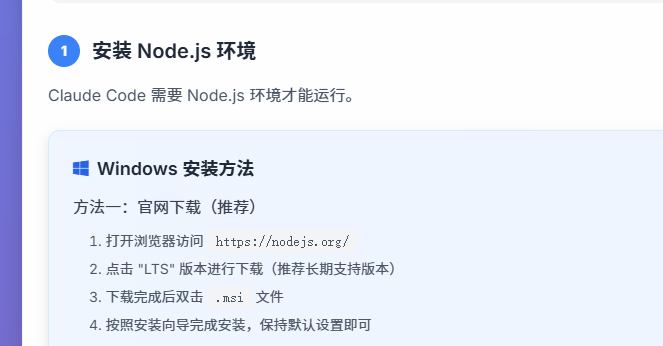 1 安装 Node.js 环境
Claude Code 需要 Node.js 环境才能运行。
Windows 安装方法
方法一：官网下载（推荐）
1. 打开浏览器访问 https://nodejs.org/
2. 点击 "LTS" 版本进行下载（推荐长期支持版本）
3. 下载完成后双击 .msi 文件
4. 按照安装向导完成安装，保持默认设置即可